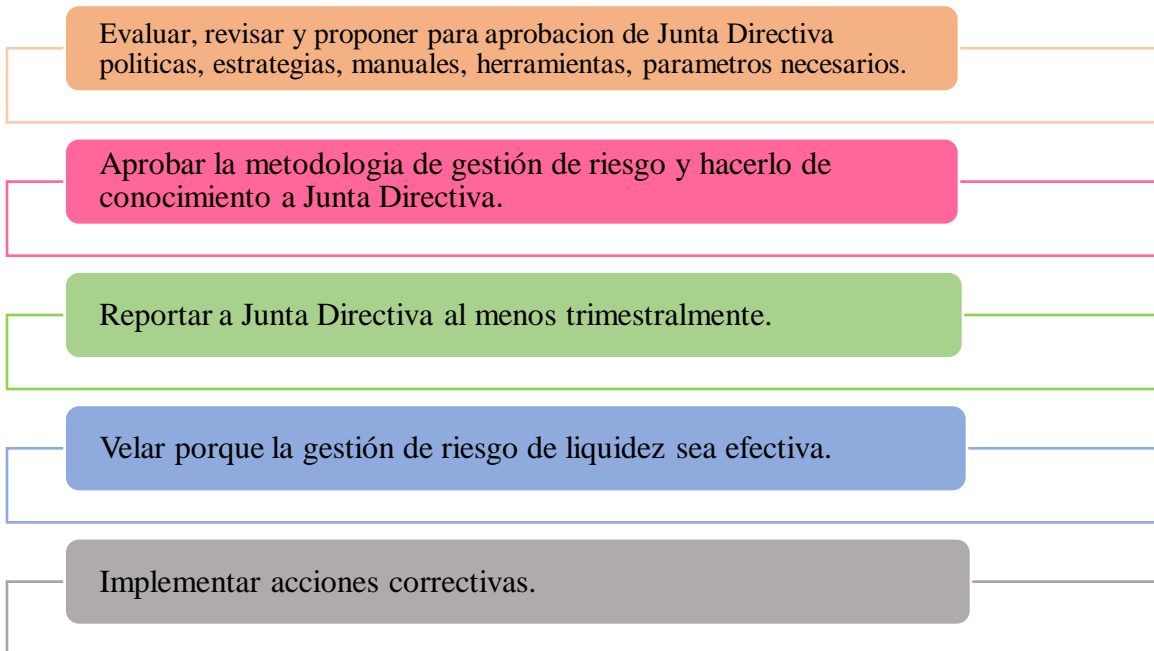 Evaluar, revisar y proponer para aprobacion de Junta Directiva
politicas, estrategias, manuales, herramientas, parametros necesarios.
Aprobar la metodologia de gestión de riesgo y hacerlo de
conocimiento a Junta Directiva.
Reportar a Junta Directiva al menos trimestralmente.
Velar porque la gestión de riesgo de liquidez sea efectiva.
Implementar acciones correctivas.